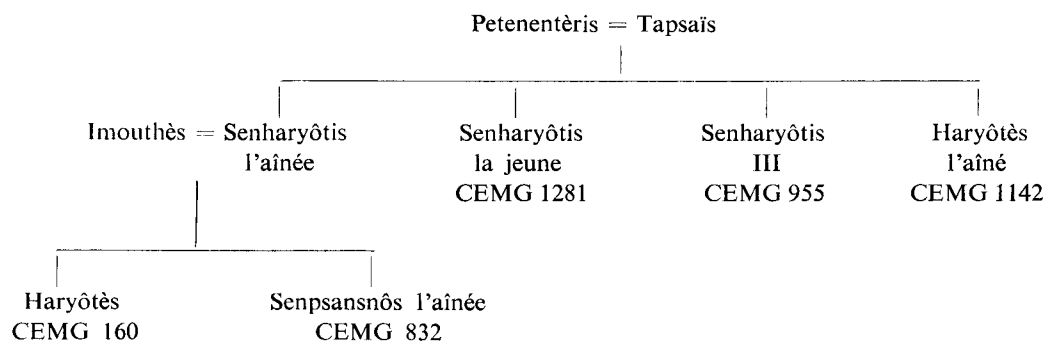 Petenentèris = Tapsaïs
Imouthès = Senharyôtis Senharyôtis Senharyôtis Haryôtès
l'aînée la jeune III l'aîné
CEMG 1281 CEMG 955 CEMG 1142
Haryôtès Senpsansnôs l'aînée
CEMG 160 CEMG 832